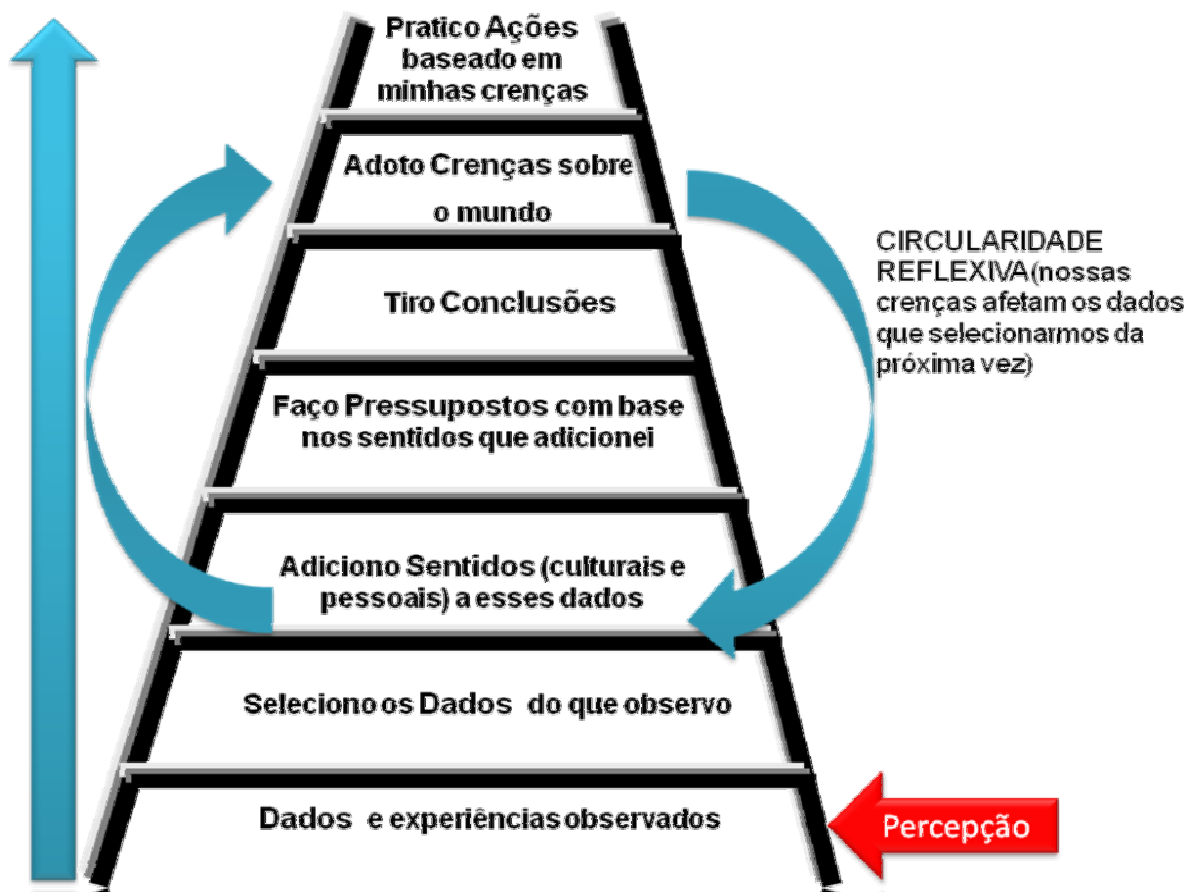 Pratico Ações
baseado em
minhas crenças
Adoto Crenças sobre
o mundo
Tiro Conclusões
Faço Pressupostos com base
nos sentidos que adicionei
Adiciono Sentidos (culturais e
pessoais) a esses dados
Seleciono os Dados do que observo
Dados e experiências observados
CIRCULARIDADE
REFLEXIVA(nossas
crenças afetam os dados
que selecionarmos da
próxima vez)
Percepção